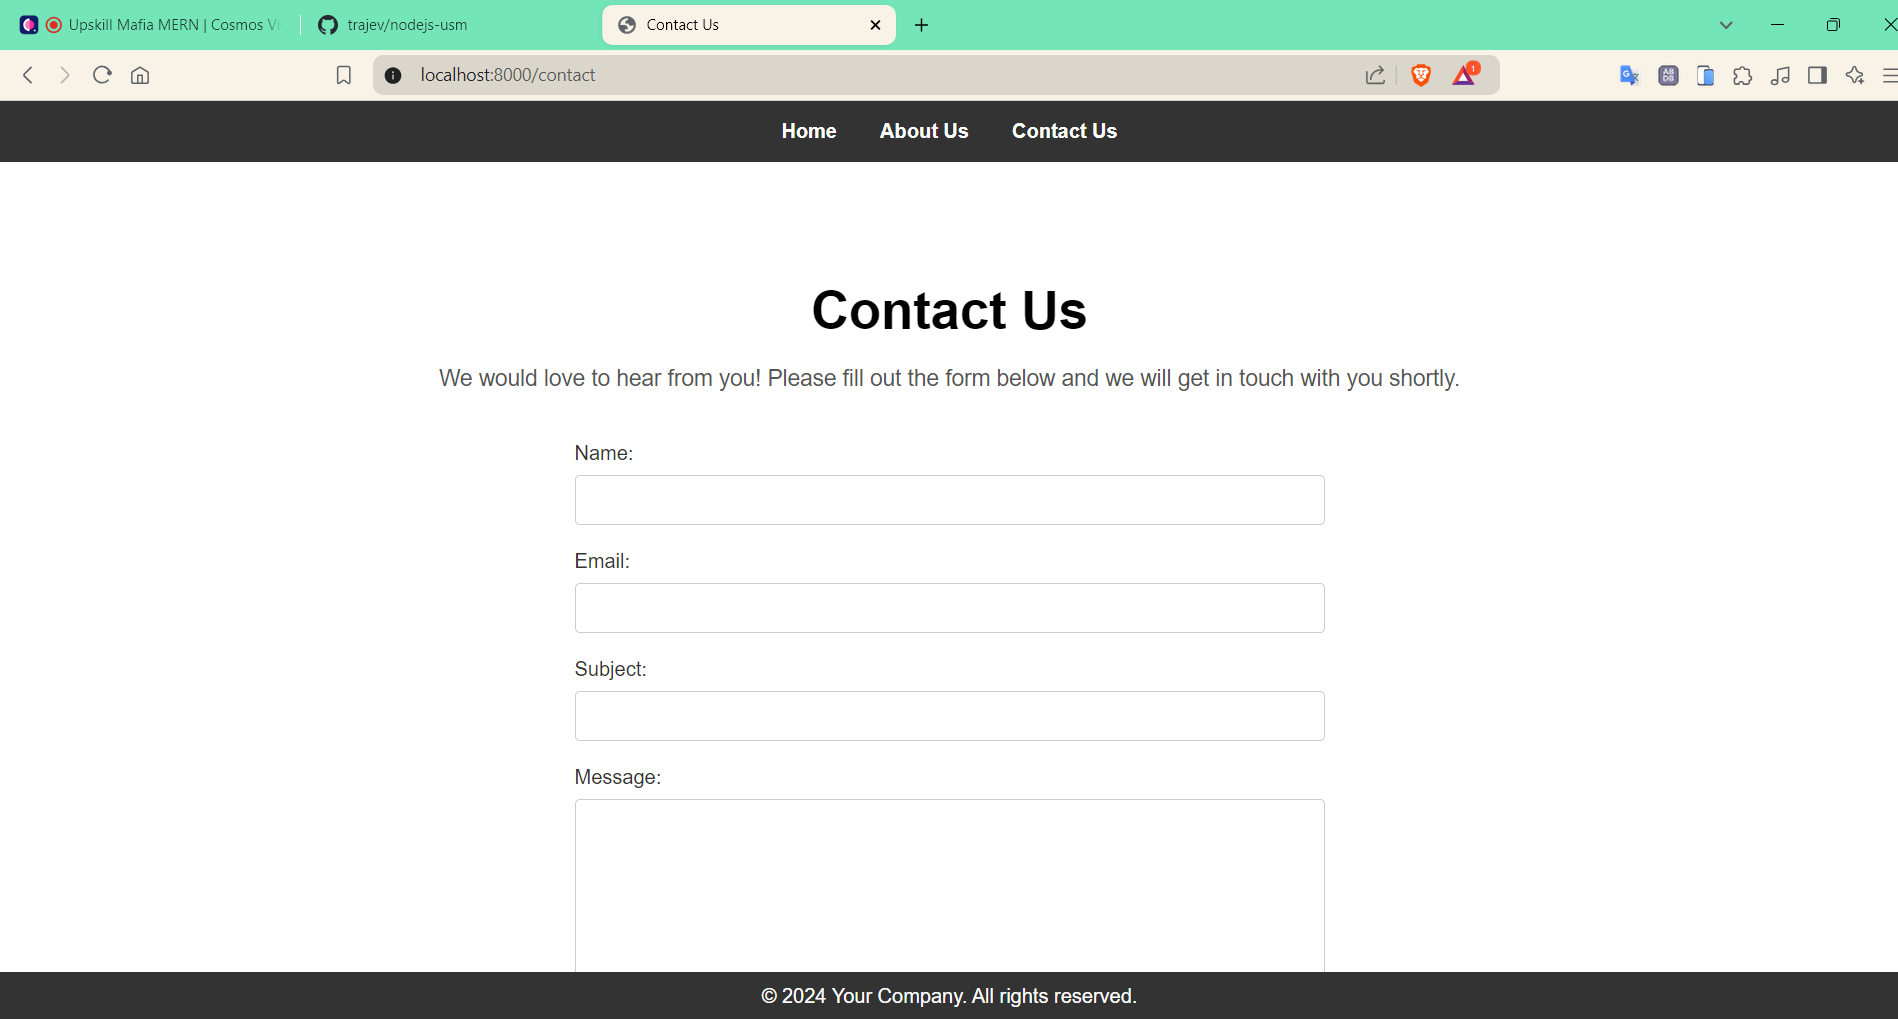 Upskill Mafia MERN | Cosmos Vi
trajev/nodejs-usm
Contact Us
localhost:8000/contact
1
Home About Us Contact Us
Contact Us
We would love to hear from you! Please fill out the form below and we will get in touch with you shortly.
Name:
Email:
Subject:
Message:
© 2024 Your Company. All rights reserved.